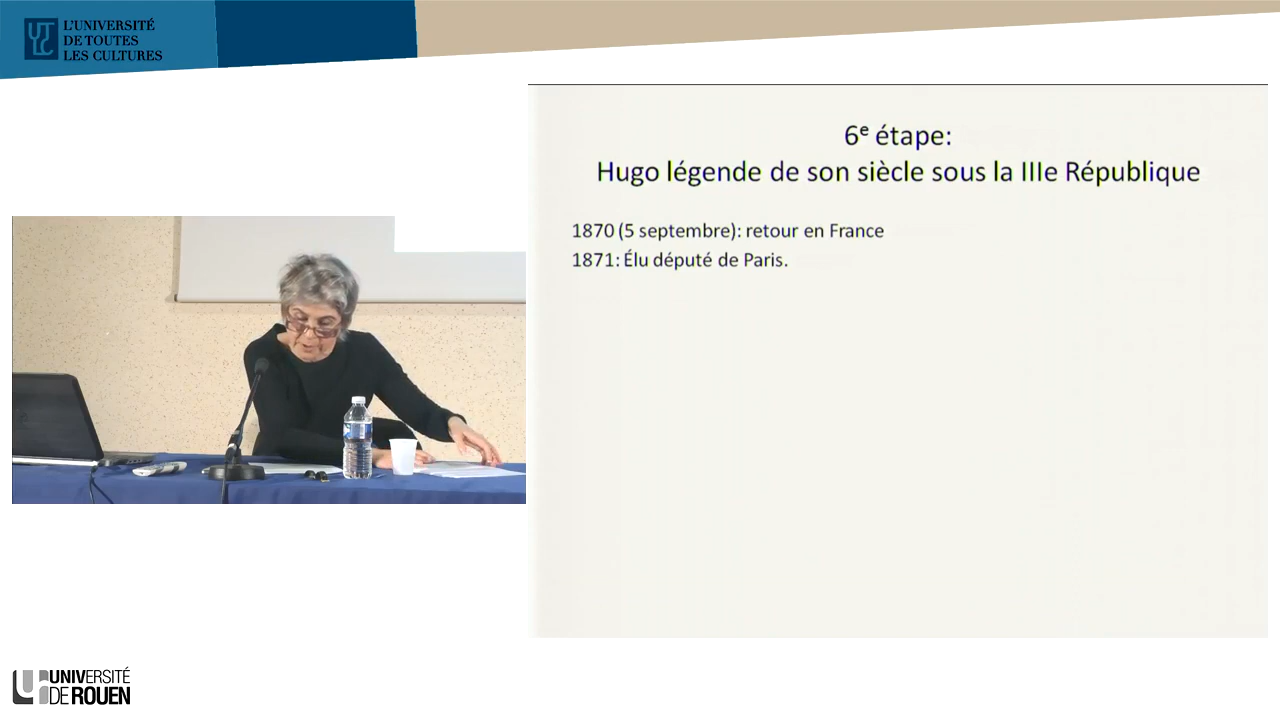 L'UNIVERSITÉ
DE TOUTES
LES CULTURES
6e étape:
Hugo légende de son siècle sous la IIIe République
1870 (5 septembre): retour en France
1871: Élu député de Paris.
UNIVERSITÉ
DE ROUEN